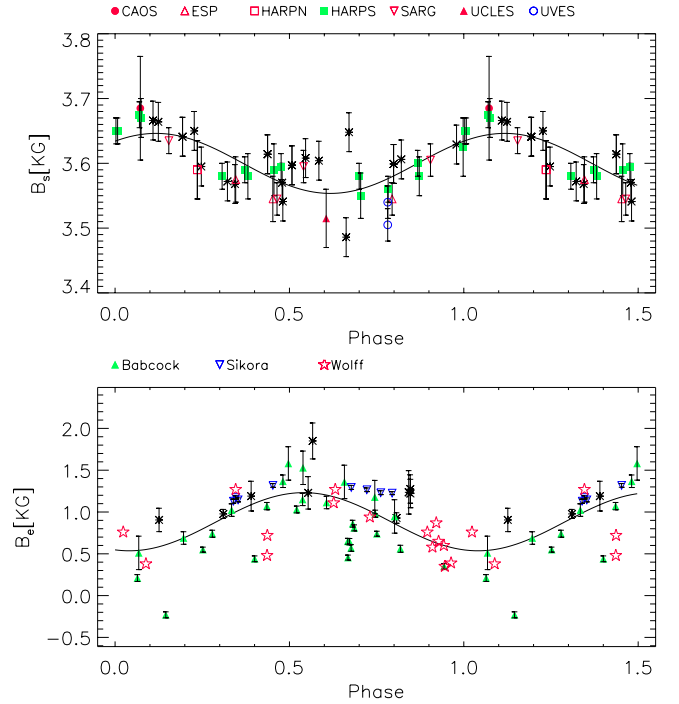 CAOS ESP HARPN HARPS SARG UCLES UVES
3.8
3.7
3.6
3.5
3.4
Bs[KG]
0.0 0.5 1.0 1.5
Phase
Babcock Sikora Wolff
2.0
1.5
1.0
0.5
0.0
−0.5
Be[KG]
0.0 0.5 1.0 1.5
Phase